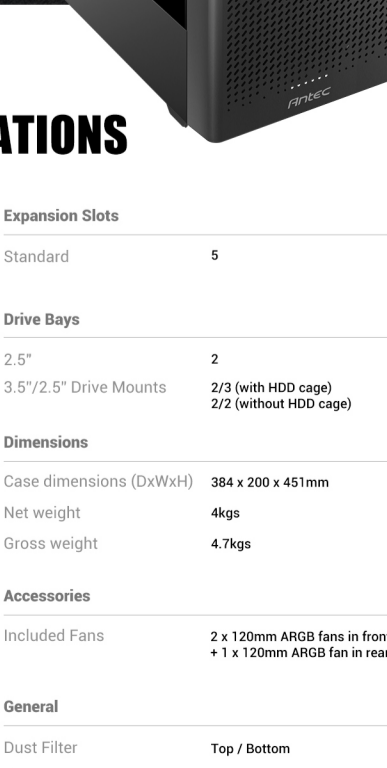 Antec
ATIONS
Expansion Slots
Standard 5
Drive Bays
2.5" 2
3.5"/2.5" Drive Mounts 2/3 (with HDD cage)
2/2 (without HDD cage)
Dimensions
Case dimensions (DxWxH) 384 x 200 x 451mm
Net weight 4kgs
Gross weight 4.7kgs
Accessories
Included Fans 2 x 120mm ARGB fans in fron
+ 1 x 120mm ARGB fan in rea
General
Dust Filter Top / Bottom